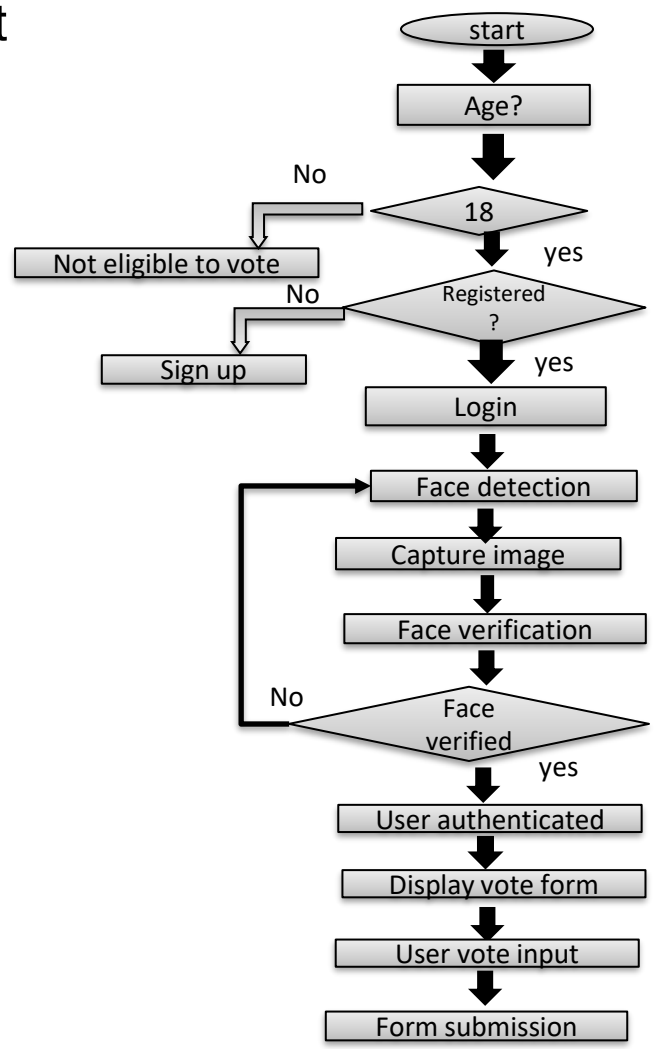 t
start
Age?
No
18
yes
Not eligible to vote
No
Registered
?
yes
Sign up
Login
Face detection
Capture image
Face verification
No
Face
verified
yes
User authenticated
Display vote form
User vote input
Form submission